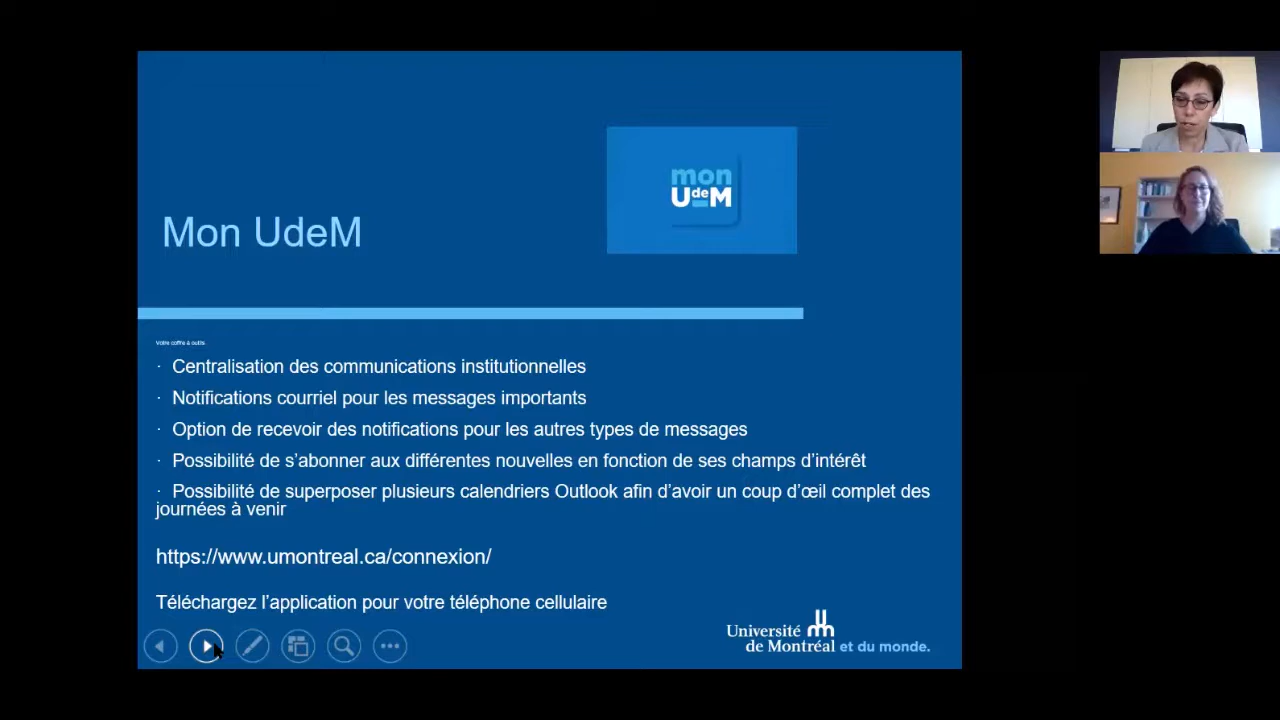 mon
UdeM
Mon UdeM
Votre coffre à outils
· Centralisation des communications institutionnelles
· Notifications courriel pour les messages importants
· Option de recevoir des notifications pour les autres types de messages
· Possibilité de s’abonner aux différentes nouvelles en fonction de ses champs d’intérêt
· Possibilité de superposer plusieurs calendriers Outlook afin d’avoir un coup d’œil complet des
journées à venir
https://www.umontreal.ca/connexion/
Téléchargez l’application pour votre téléphone cellulaire
Université
de Montréal et du monde.